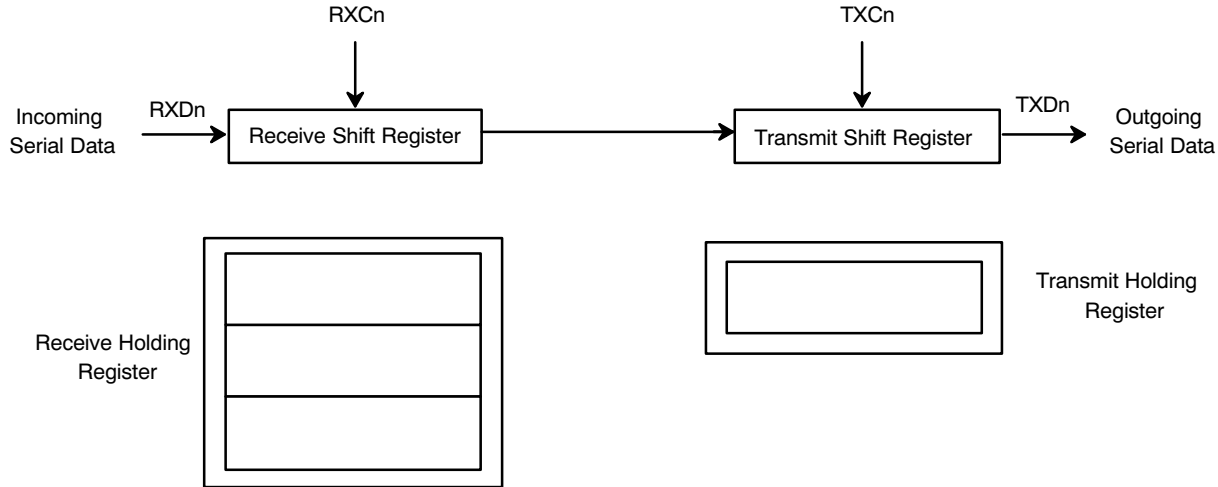 RXCn
TXCn
Incoming
Serial Data
RXDn
Receive Shift Register
Transmit Shift Register
TXDn
Outgoing
Serial Data
Receive Holding
Register
Transmit Holding
Register